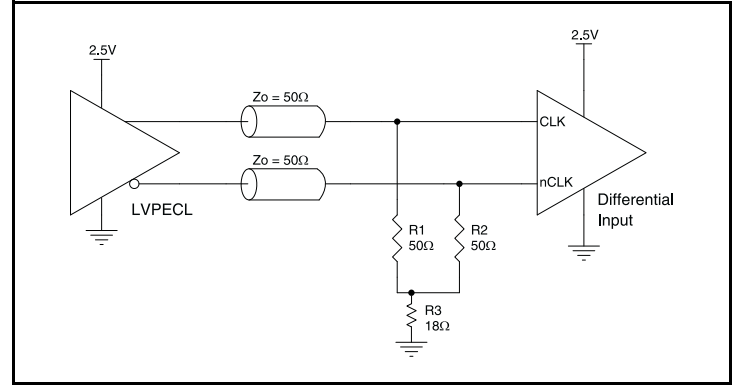 2.5V
2.5V
Zo = 50Ω
CLK
Zo = 50Ω
nCLK
LVPECL
Differential
Input
R1
50Ω
R2
50Ω
R3
18Ω